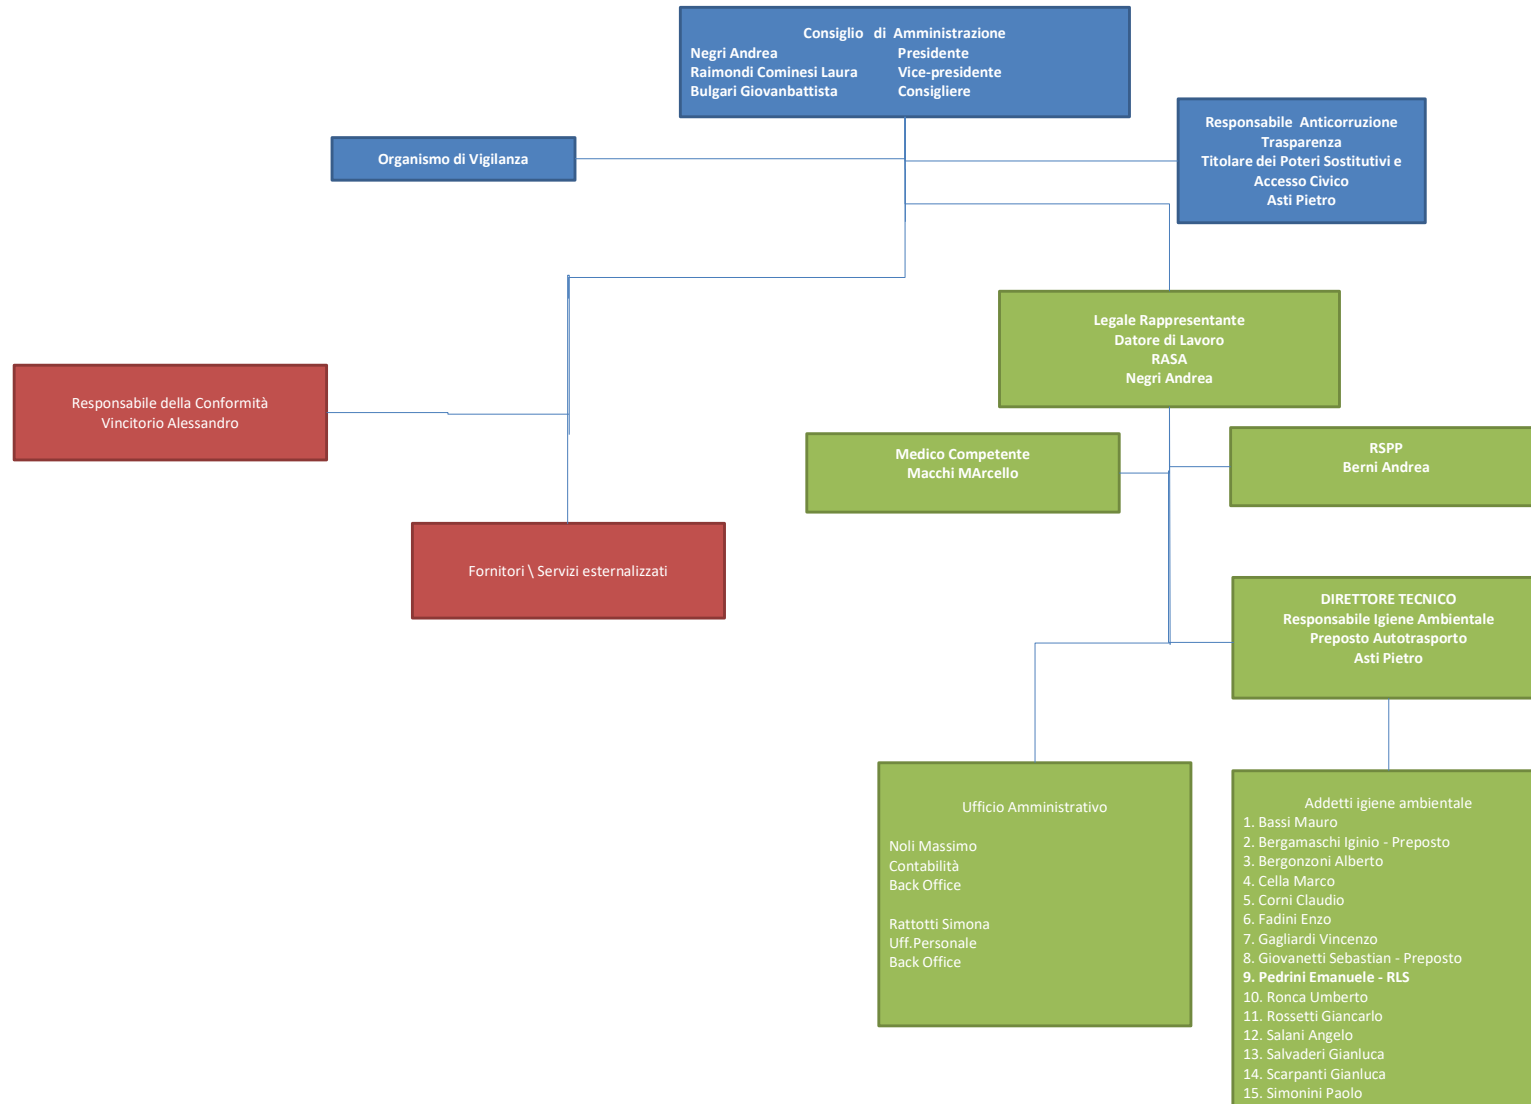 Consiglio di Amministrazione
Negri Andrea Presidente
Raimondi Cominesi Laura Vice-presidente
Bulgari Giovanbattista Consigliere
Organismo di Vigilanza
Responsabile Anticorruzione
Trasparenza
Titolare dei Poteri Sostitutivi e
Accesso Civico
Asti Pietro
Legale Rappresentante
Datore di Lavoro
RASA
Negri Andrea
Responsabile della Conformità
Vincitorio Alessandro
Medico Competente
Macchi MArcello
RSPP
Berni Andrea
Fornitori \ Servizi esternalizzati
DIRETTORE TECNICO
Responsabile Igiene Ambientale
Preposto Autotrasporto
Asti Pietro
Ufficio Amministrativo
Noli Massimo
Contabilità
Back Office
Rattotti Simona
Uff.Personale
Back Office
Addetti igiene ambientale
1. Bassi Mauro
2. Bergamaschi Iginio - Preposto
3. Bergonzoni Alberto
4. Cella Marco
5. Corni Claudio
6. Fadini Enzo
7. Gagliardi Vincenzo
8. Giovanetti Sebastian - Preposto
9. Pedrini Emanuele - RLS
10. Ronca Umberto
11. Rossetti Giancarlo
12. Salani Angelo
13. Salvaderi Gianluca
14. Scarpanti Gianluca
15. Simonini Paolo